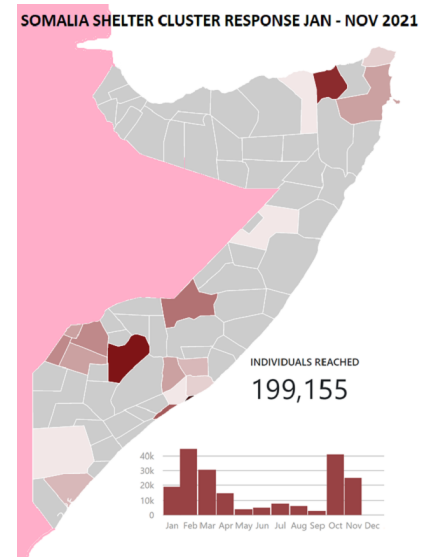 SOMALIA SHELTER CLUSTER RESPONSE JAN - NOV 2021
INDIVIDUALS REACHED
199,155
40k
30k
20k
10k
0
Jan Feb Mar Apr May Jun Jul Aug Sep Oct Nov Dec